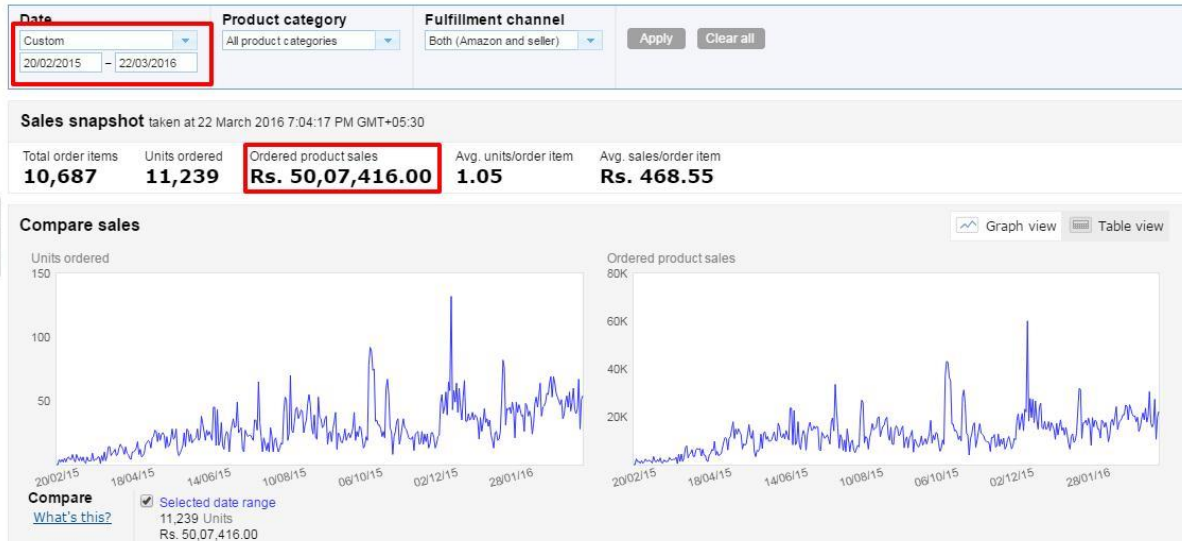 Date Product category Fulfillment channel
Custom All product categories Both (Amazon and seller) Apply Clear all
20/02/2015 – 22/03/2016
Sales snapshot taken at 22 March 2016 7:04:17 PM GMT+05:30
Total order items Units ordered Ordered product sales Avg. units/order item Avg. sales/order item
10,687 11,239 Rs. 50,07,416.00 1.05 Rs. 468.55
Compare sales Graph view Table view
Units ordered
150
100
50
20/02/15 18/04/15 14/06/15 10/08/15 06/10/15 02/12/15 28/01/16
Ordered product sales
80K
60K
40K
20K
20/02/15 18/04/15 14/06/15 10/08/15 06/10/15 02/12/15 28/01/16
Compare Selected date range
What's this? 11,239 Units
Rs. 50,07,416.00